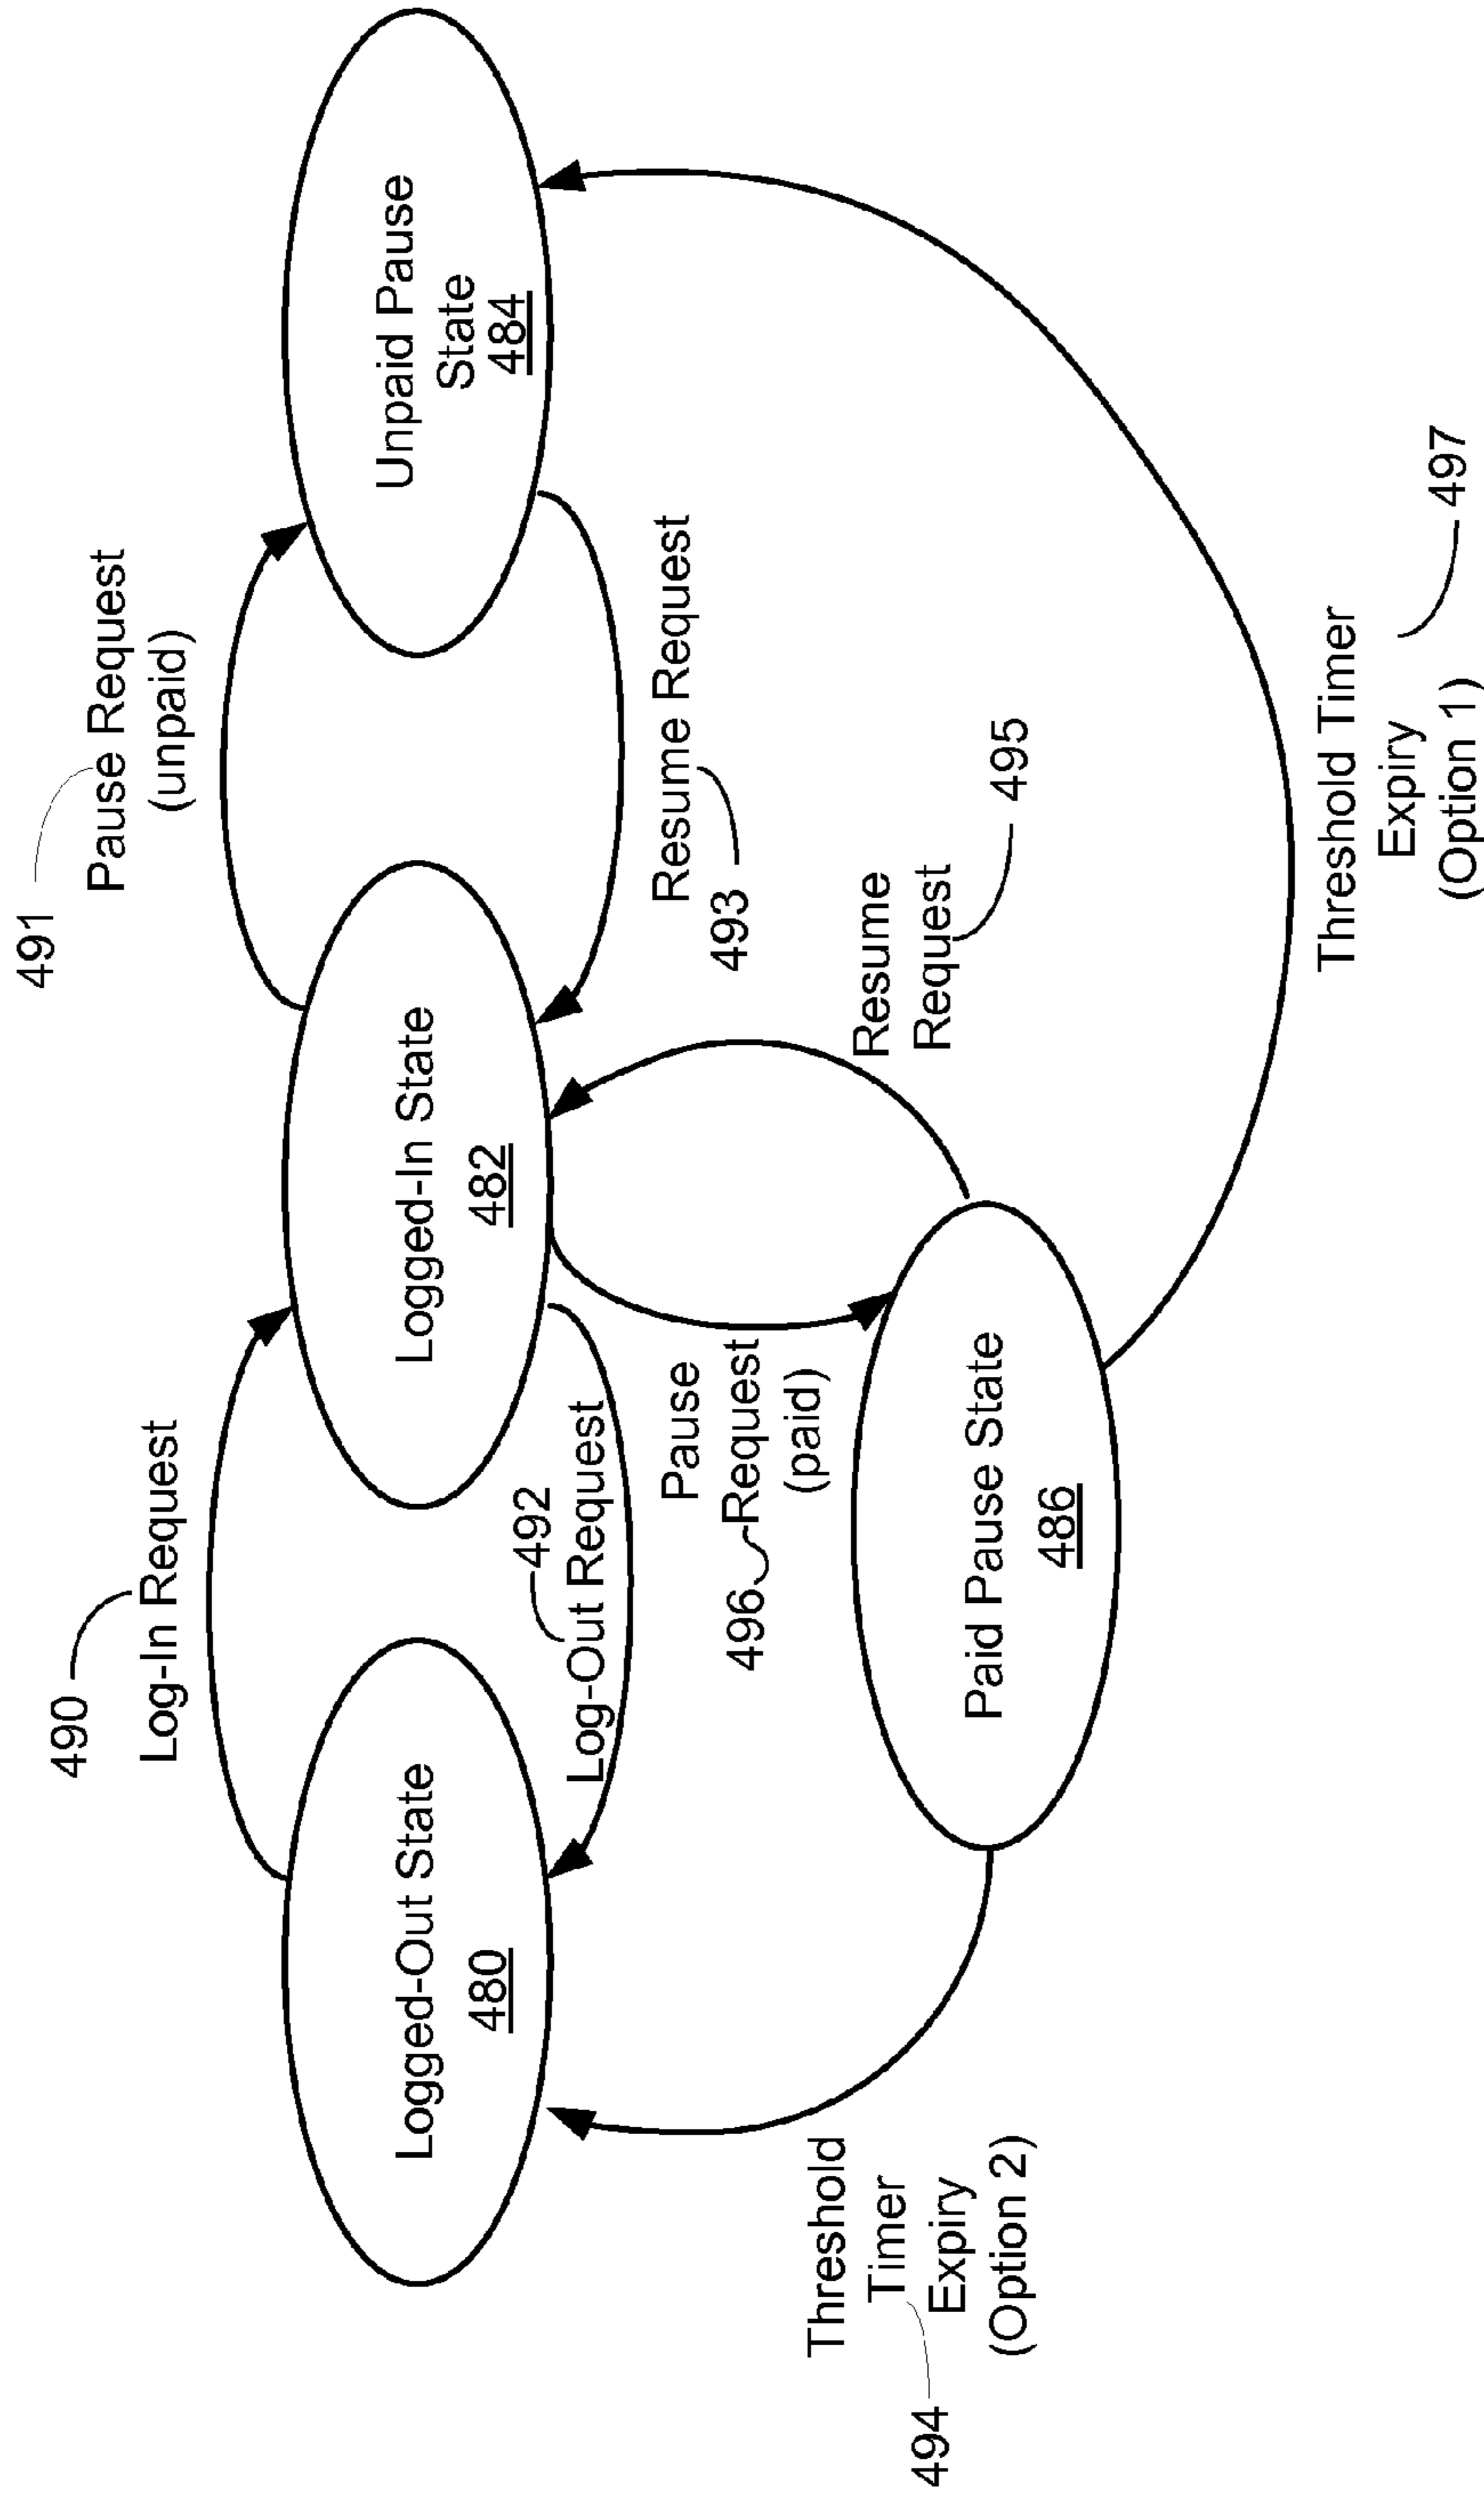 491
Pause Request
(unpaid)
490
Log-In Request
Logged-Out State
480
Logged-In State
482
Unpaid Pause
State
484
492
Log-Out Request
Resume Request
493
Pause
496
Request
(paid)
Resume
Request
495
Threshold
Timer
Expiry
(Option 2)
494
Paid Pause State
486
Threshold Timer
Expiry
(Option 1)
497